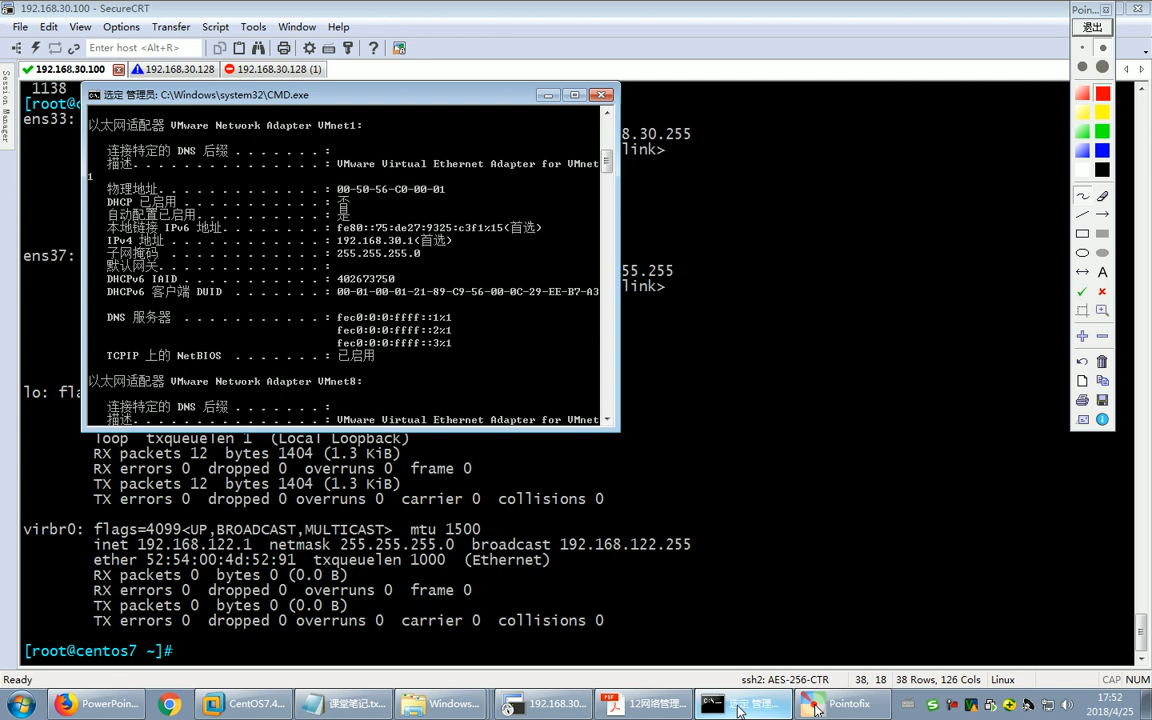 192.168.30.100 - SecureCRT
File Edit View Options Transfer Script Tools Window Help
Enter host <Alt+R>
192.168.30.100 192.168.30.128 192.168.30.128 (1)
Session Manager
1138
[root@c
ens33:
8.30.255
link>
ens37:
55.255
link>
lo: fla
选定 管理员: C:\Windows\system32\CMD.exe
以太网适配器 VMware Network Adapter VMnet1:
连接特定的 DNS 后缀 . . . . . . . :
描述. . . . . . . . . . . . . . . : VMware Virtual Ethernet Adapter for VMnet
1
物理地址. . . . . . . . . . . . . : 00-50-56-C0-00-01
DHCP 已启用 . . . . . . . . . . . : 否
自动配置已启用. . . . . . . . . . : 是
本地链接 IPv6 地址. . . . . . . . : fe80::75:de27:9325:c3f1%15(首选)
IPv4 地址 . . . . . . . . . . . . : 192.168.30.1(首选)
子网掩码 . . . . . . . . . . . . : 255.255.255.0
默认网关. . . . . . . . . . . . . :
DHCPv6 IAID . . . . . . . . . . . : 402673750
DHCPv6 客户端 DUID . . . . . . . : 00-01-00-01-21-89-C9-56-00-0C-29-EE-B7-A3
DNS 服务器 . . . . . . . . . . . : fec0:0:0:ffff::1%1
fec0:0:0:ffff::2%1
fec0:0:0:ffff::3%1
TCPIP 上的 NetBIOS . . . . . . . : 已启用
以太网适配器 VMware Network Adapter VMnet8:
连接特定的 DNS 后缀 . . . . . . . :
描述. . . . . . . . . . . . . . . : VMware Virtual Ethernet Adapter for VMnet
loop txqueuelen 1 (Local Loopback)
RX packets 12 bytes 1404 (1.3 KiB)
RX errors 0 dropped 0 overruns 0 frame 0
TX packets 12 bytes 1404 (1.3 KiB)
TX errors 0 dropped 0 overruns 0 carrier 0 collisions 0
virbr0: flags=4099<UP,BROADCAST,MULTICAST> mtu 1500
inet 192.168.122.1 netmask 255.255.255.0 broadcast 192.168.122.255
ether 52:54:00:4d:52:91 txqueuelen 1000 (Ethernet)
RX packets 0 bytes 0 (0.0 B)
RX errors 0 dropped 0 overruns 0 frame 0
TX packets 0 bytes 0 (0.0 B)
TX errors 0 dropped 0 overruns 0 carrier 0 collisions 0
[root@centos7 ~]#
Poin...
退出
A
Ready
ssh2: AES-256-CTR 38, 18 38 Rows, 126 Cols Linux CAP NUM
PowerPoin... CentOS7.4... 课堂笔记.tx... Windows... 192.168.30... 12网络管理... 选定 管理... Pointofix
17:52
2018/4/25